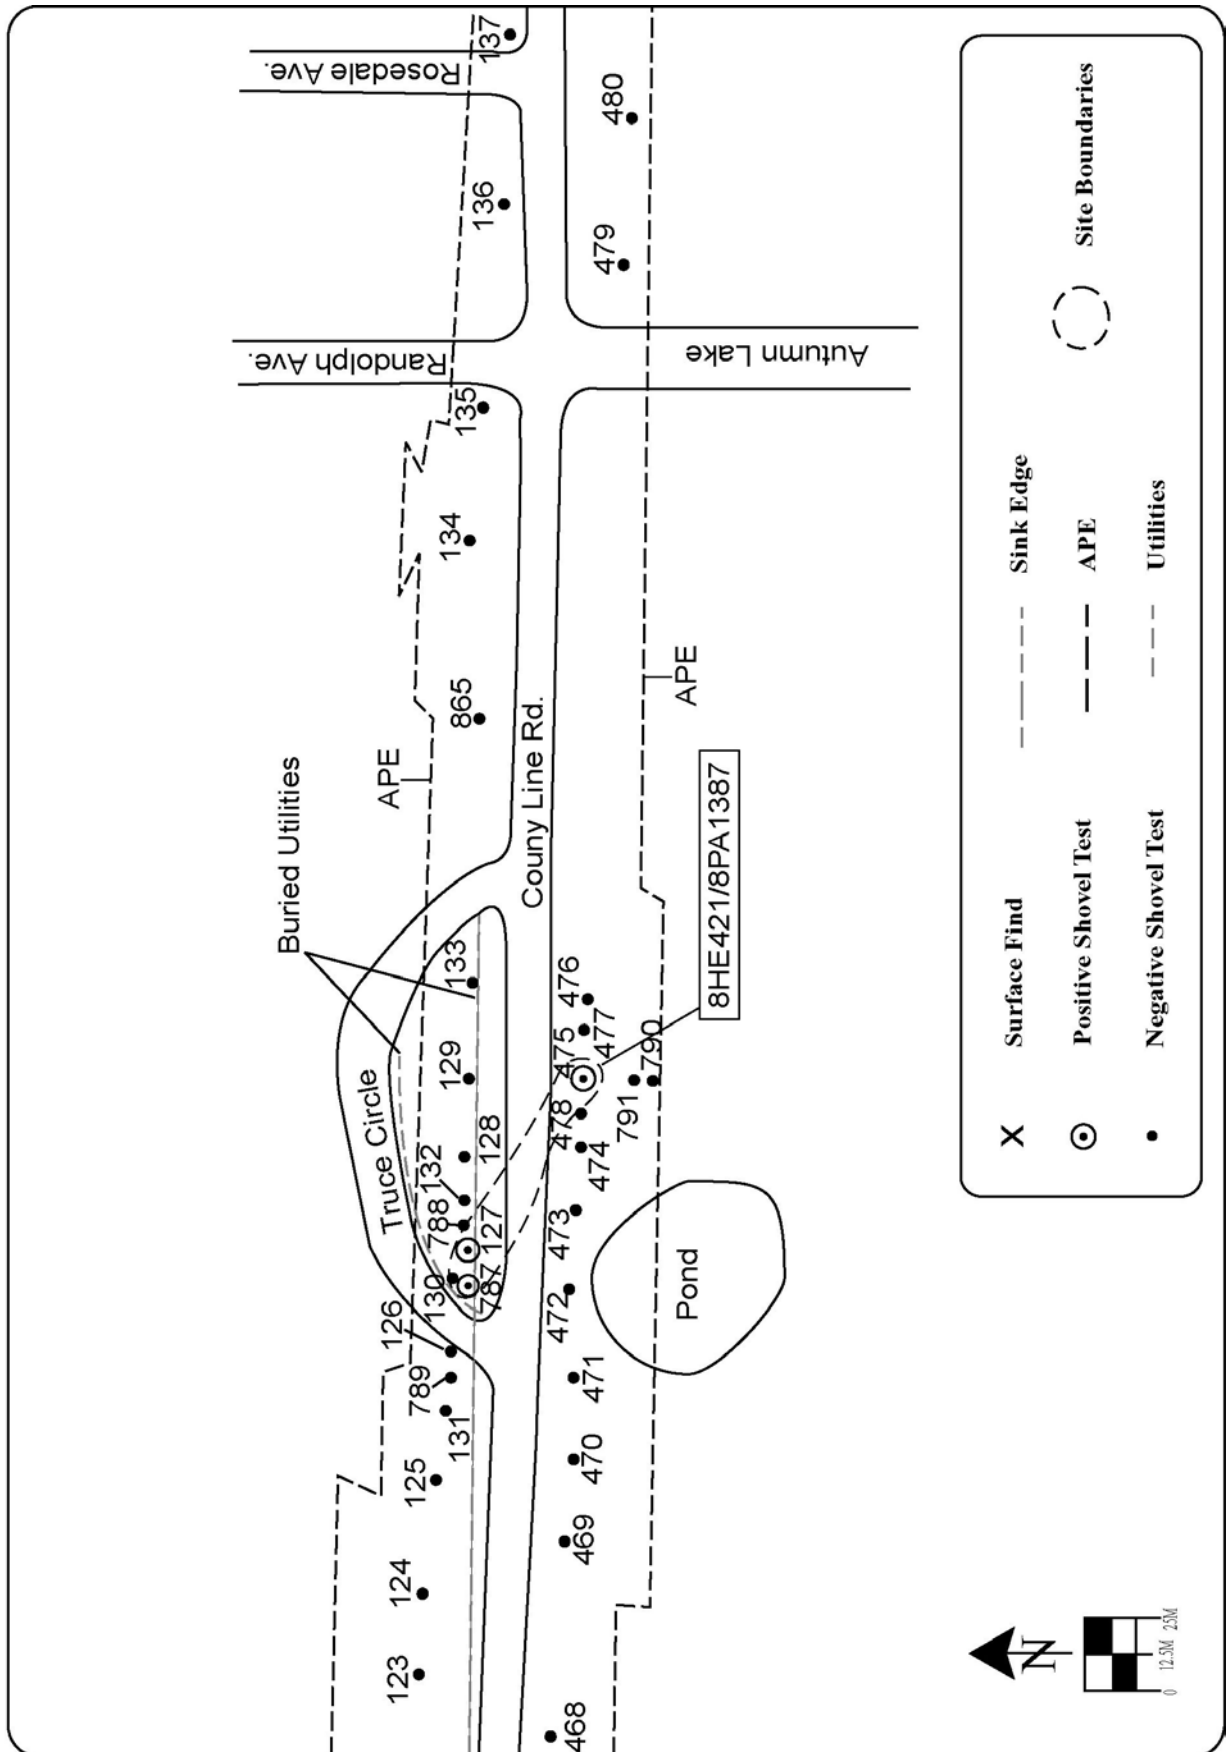 Rosedale Ave.
Randolph Ave.
Autumn Lake
Buried Utilities
APE
APE
Couny Line Rd.
Truce Circle
Pond
8HE421/8PA1387
123
124
125
131
789
126
130
787
127
788
132
128
129
133
865
134
135
136
137
468
469
470
471
472
473
474
478
475
477
476
791
790
479
480
N
0 12.5M 25M
X Surface Find
Positive Shovel Test
Negative Shovel Test
Sink Edge
APE
Utilities
Site Boundaries